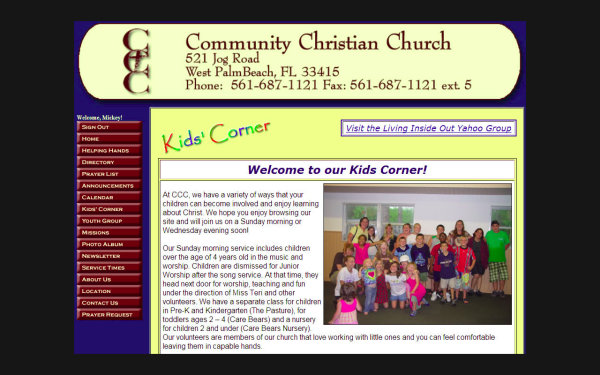 CCC
Community Christian Church
521 Jog Road
West PalmBeach, FL 33415
Phone: 561-687-1121 Fax: 561-687-1121 ext. 5
Welcome, Mickey!
Sign Out
Home
Helping Hands
Directory
Prayer List
Announcements
Calendar
Kids' Corner
Youth Group
Missions
Photo Album
Newsletter
Service Times
About Us
Location
Contact Us
Prayer Request
Kids' Corner
Visit the Living Inside Out Yahoo Group
Welcome to our Kids Corner!
At CCC, we have a variety of ways that your
children can become involved and enjoy learning
about Christ. We hope you enjoy browsing our
site and will join us on a Sunday morning or
Wednesday evening soon!
Our Sunday morning service includes children
over the age of 4 years old in the music and
worship. Children are dismissed for Junior
Worship after the song service. At that time, they
head next door for worship, teaching and fun
under the direction of Miss Ten and other
volunteers. We have a separate class for children
in Pre-K and Kindergarten (The Pasture), for
toddlers ages 2 – 4 (Care Bears) and a nursery
for children 2 and under (Care Bears Nursery).
Our volunteers are members of our church that love working with little ones and you can feel comfortable
leaving them in capable hands.